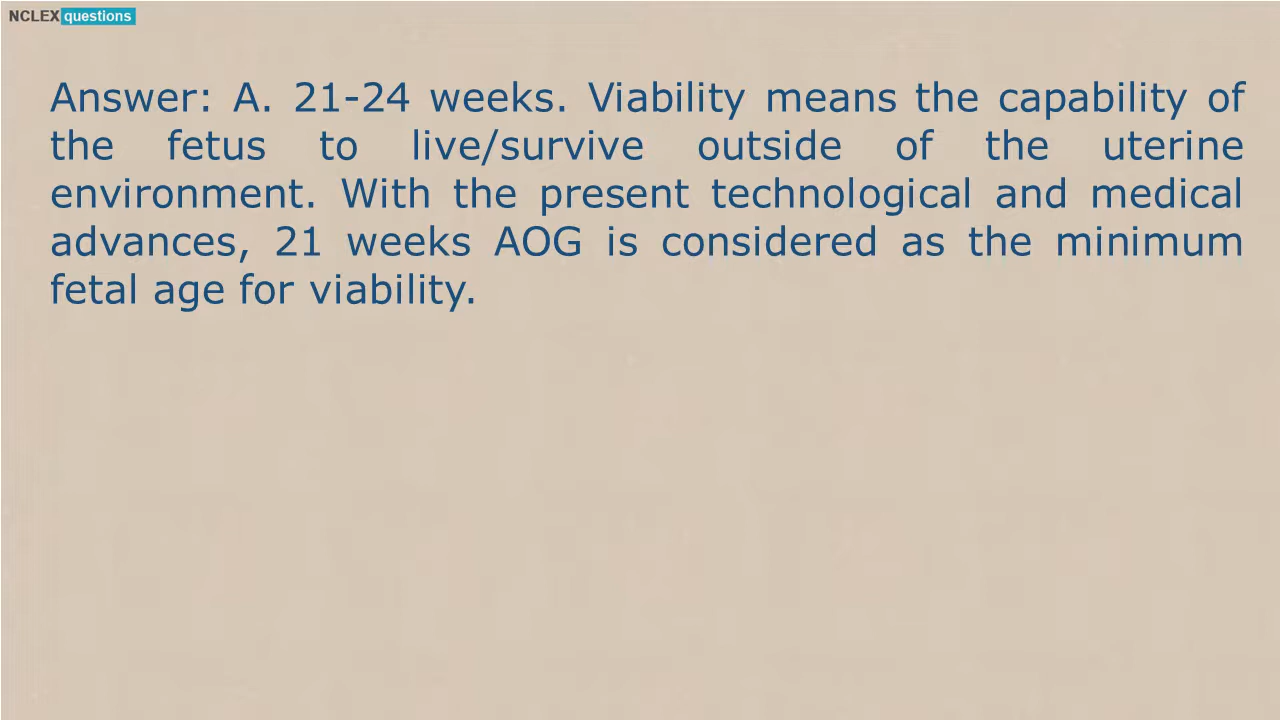 NCLEX questions
Answer: A. 21-24 weeks. Viability means the capability of
the fetus to live/survive outside of the uterine
environment. With the present technological and medical
advances, 21 weeks AOG is considered as the minimum
fetal age for viability.